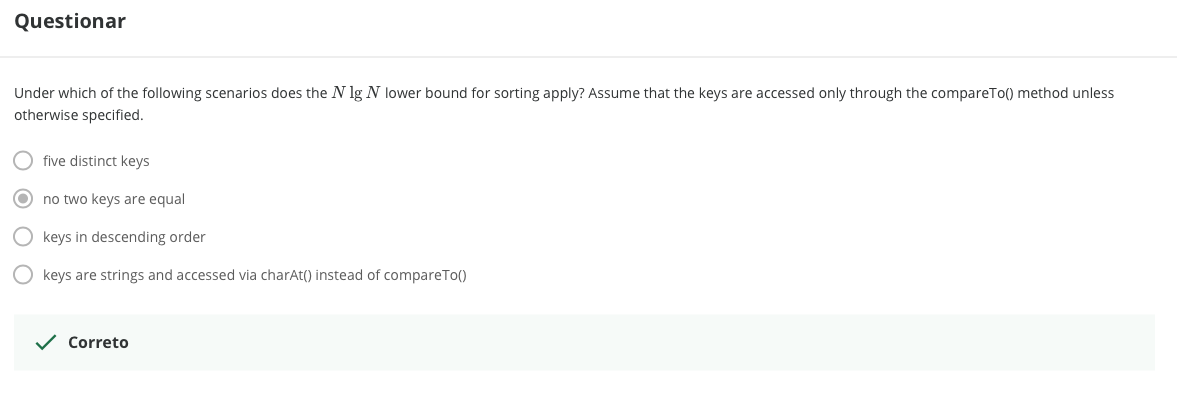 Questionar
Under which of the following scenarios does the N lg N lower bound for sorting apply? Assume that the keys are accessed only through the compareTo() method unless
otherwise specified.
five distinct keys
no two keys are equal
keys in descending order
keys are strings and accessed via charAt() instead of compareTo()
Correto